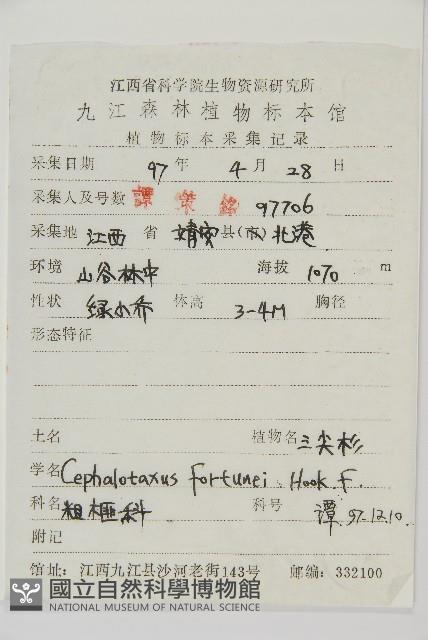 江西省科学院生物资源研究所
九江森林植物标本馆
植物标本采集记录
采集日期 97 年 4 月 28 日
采集人及号数 譚策銘 97706
采集地 江西 省 靖安 县(市) 北港
环境 山谷林中 海拔 1070 m
性状 体高 3-4M 胸径
形态特征
土名 植物名 三尖杉
学名 Cephalotaxus fortunei Hook f.
科名 粗榧科 科号 譚 97.12.10.
附记
馆址: 江西九江县沙河老街143号 邮编: 332100
國立自然科學博物館
NATIONAL MUSEUM OF NATURAL SCIENCE